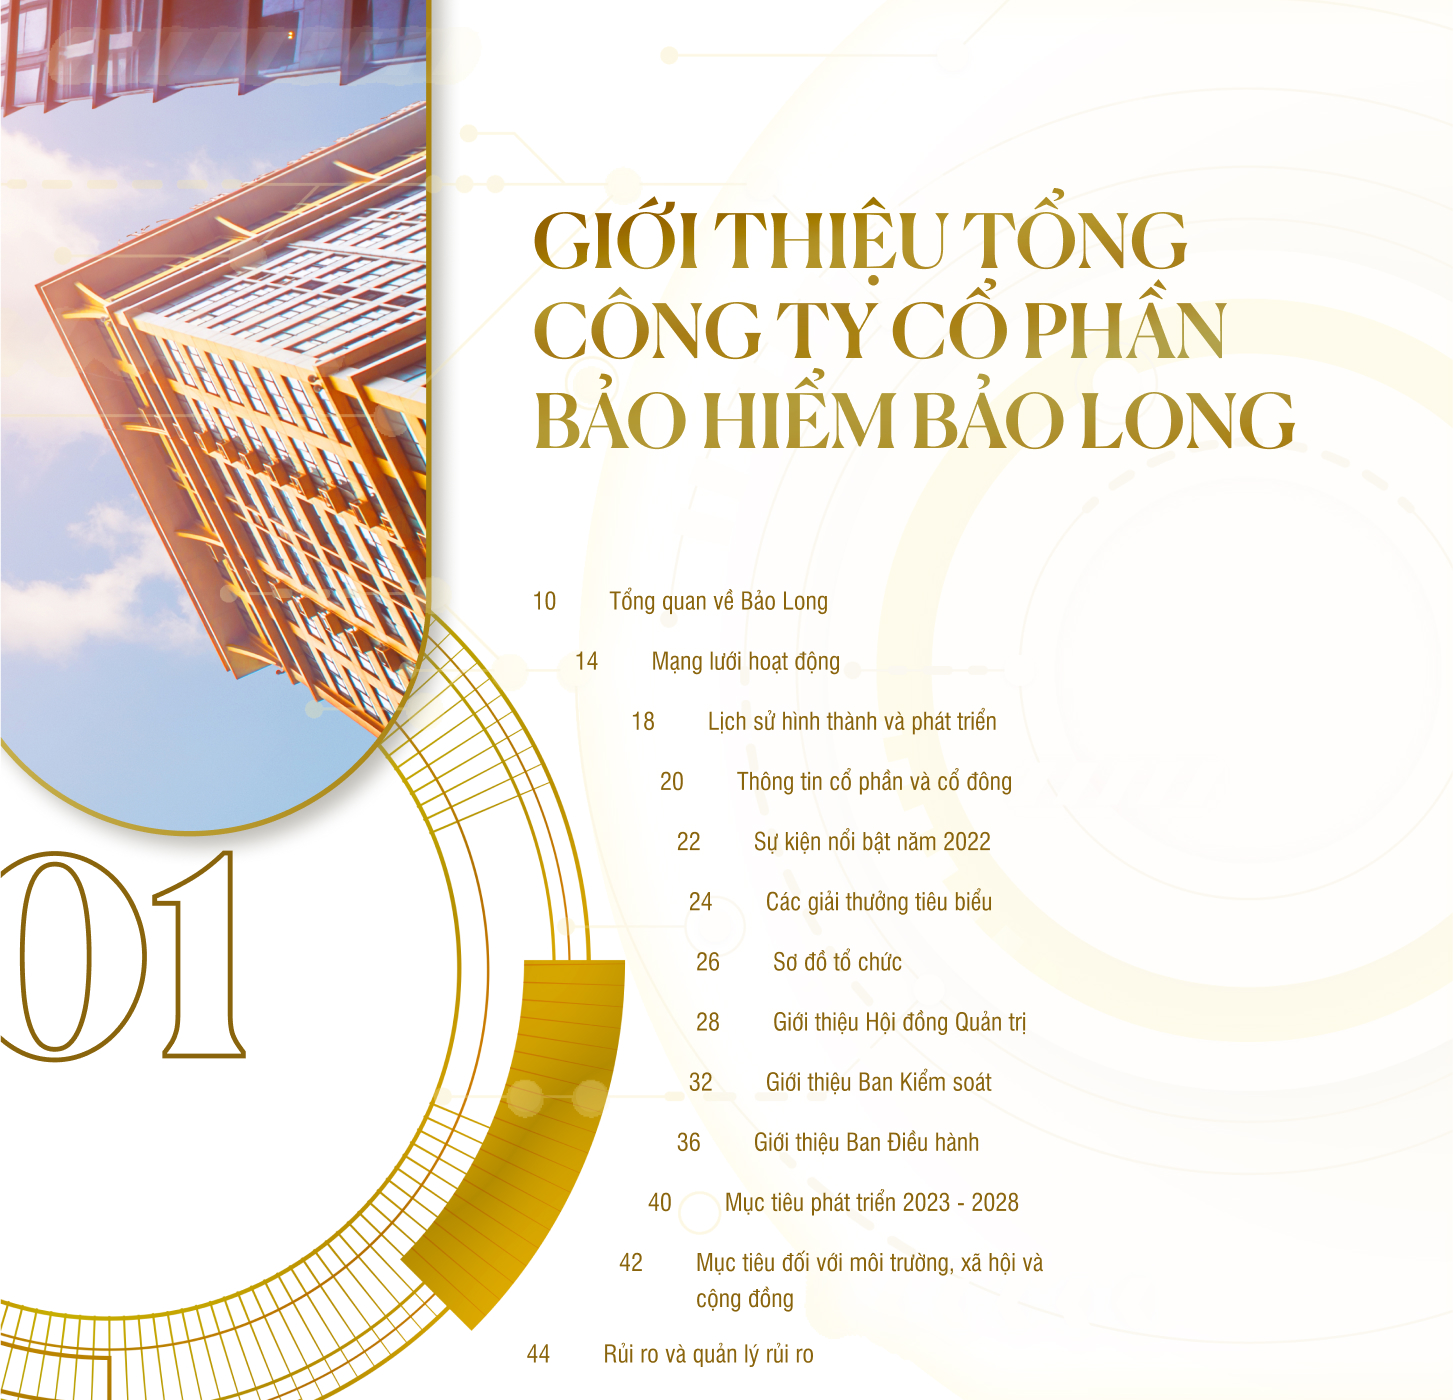 GIỚI THIỆU TỔNG
CÔNG TY CỔ PHẦN
BẢO HIỂM BẢO LONG
10 Tổng quan về Bảo Long
14 Mạng lưới hoạt động
18 Lịch sử hình thành và phát triển
20 Thông tin cổ phần và cổ đông
22 Sự kiện nổi bật năm 2022
24 Các giải thưởng tiêu biểu
26 Sơ đồ tổ chức
28 Giới thiệu Hội đồng Quản trị
32 Giới thiệu Ban Kiểm soát
36 Giới thiệu Ban Điều hành
40 Mục tiêu phát triển 2023 - 2028
42 Mục tiêu đối với môi trường, xã hội và
cộng đồng
44 Rủi ro và quản lý rủi ro
01